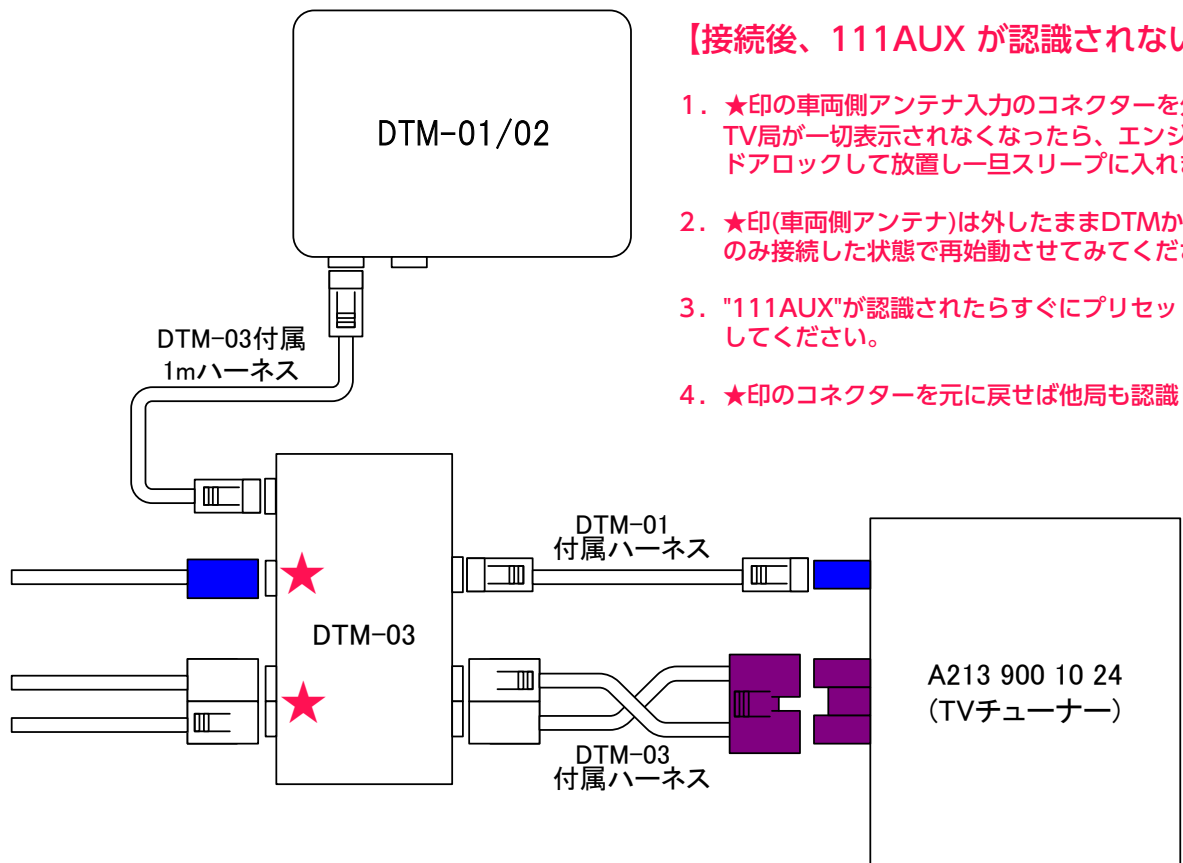 【接続後、111AUX が認識されない
1. ★印の車両側アンテナ入力のコネクターを
TV局が一切表示されなくなったら、エンジ
ドアロックして放置し一旦スリープに入れ
2. ★印(車両側アンテナ)は外したままDTMか
のみ接続した状態で再始動させてみてくだ
3. "111AUX"が認識されたらすぐにプリセッ
してください。
4. ★印のコネクターを元に戻せば他局も認識
DTM-01/02
DTM-03付属
1mハーネス
DTM-01
付属ハーネス
DTM-03
A213 900 10 24
(TVチューナー)
DTM-03
付属ハーネス